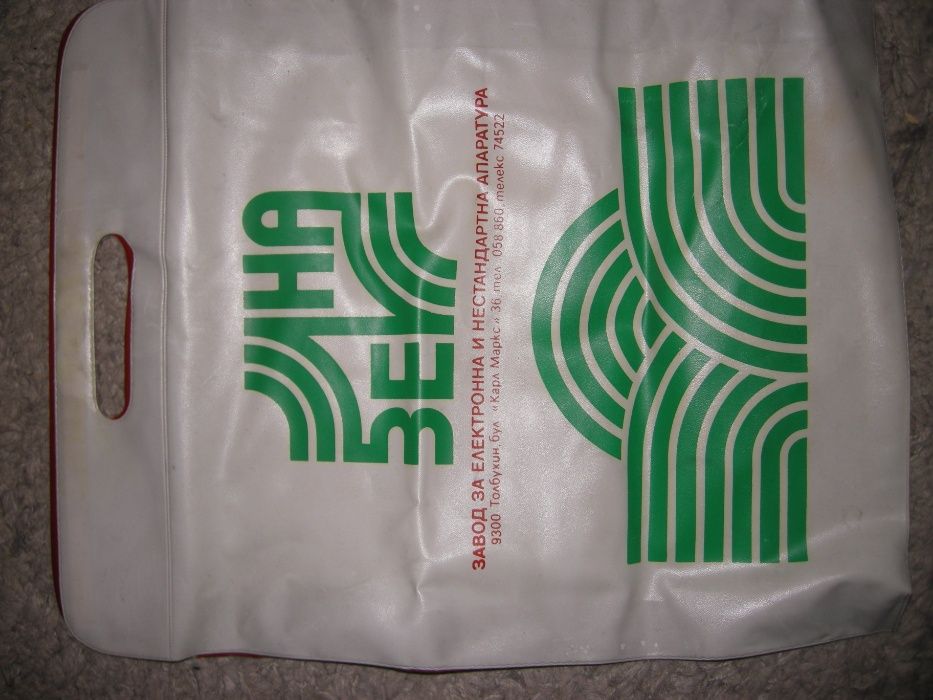 ЗЕНА
ЗАВОД ЗА ЕЛЕКТРОННА И НЕСТАНДАРТНА АПАРАТУРА
9300 Толбухин, бул «Карл Маркс» 36 тел. 058 860, телекс 74522